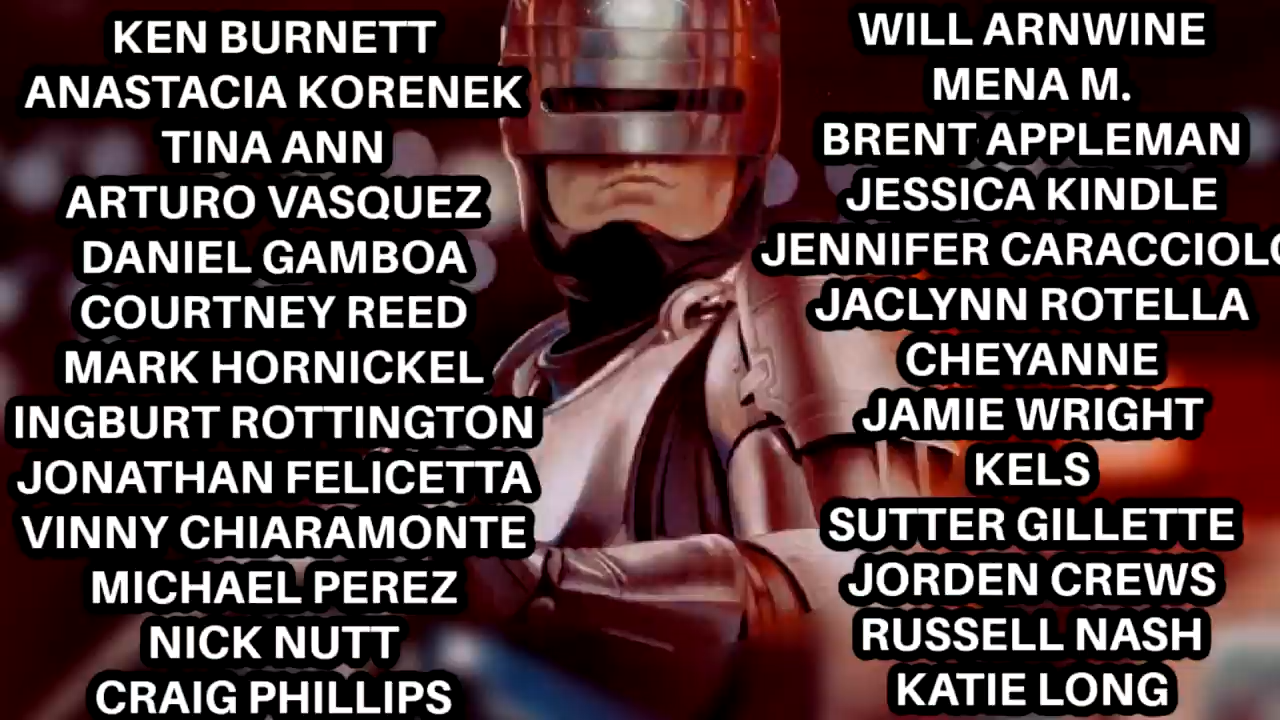 KEN BURNETT
ANASTACIA KORENEK
TINA ANN
ARTURO VASQUEZ
DANIEL GAMBOA
COURTNEY REED
MARK HORNICKEL
INGBURT ROTTINGTON
JONATHAN FELICETTA
VINNY CHIARAMONTE
MICHAEL PEREZ
NICK NUTT
CRAIG PHILLIPS
WILL ARNWINE
MENA M.
BRENT APPLEMAN
JESSICA KINDLE
JENNIFER CARACCIOLO
JACLYNN ROTELLA
CHEYANNE
JAMIE WRIGHT
KELS
SUTTER GILLETTE
JORDEN CREWS
RUSSELL NASH
KATIE LONG